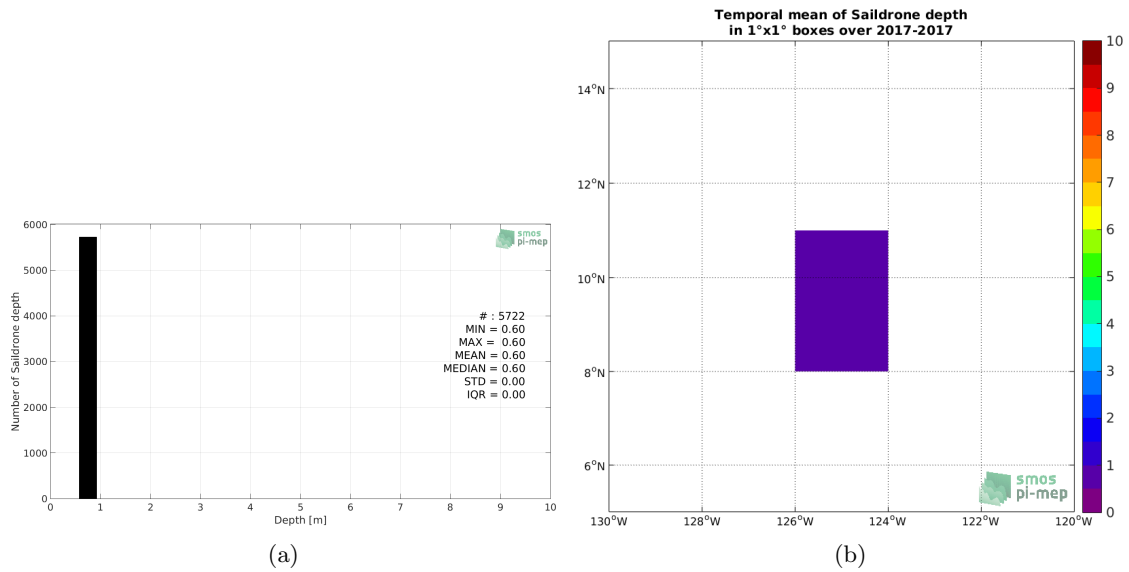 6000
5000
4000
3000
2000
1000
0
Number of Saildrone depth
smos
pi-mep
# : 5722
MIN = 0.60
MAX = 0.60
MEAN = 0.60
MEDIAN = 0.60
STD = 0.00
IQR = 0.00
0 1 2 3 4 5 6 7 8 9 10
Depth [m]
(a)
Temporal mean of Saildrone depth
in 1°x1° boxes over 2017-2017
14°N
12°N
10°N
8°N
6°N
130°W 128°W 126°W 124°W 122°W 120°W
smos
pi-mep
10
9
8
7
6
5
4
3
2
1
0
(b)